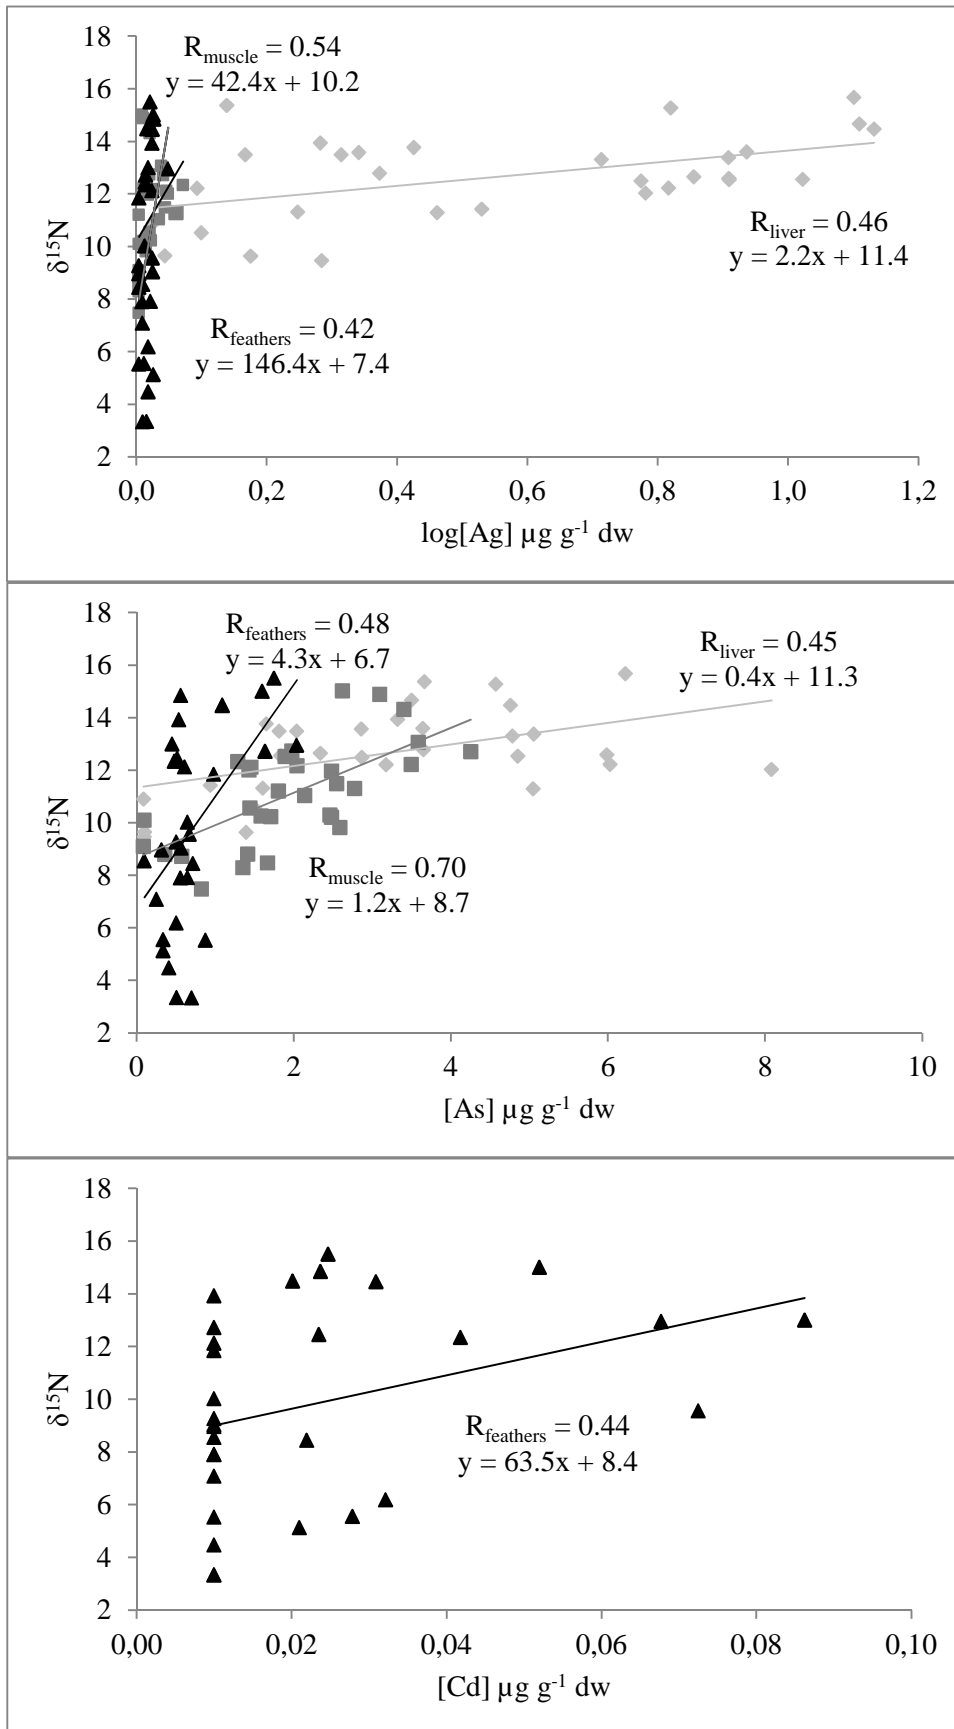 18
16
14
12
10
8
6
4
2
δ15N
R_muscle = 0.54
y = 42.4x + 10.2
R_liver = 0.46
y = 2.2x + 11.4
R_feathers = 0.42
y = 146.4x + 7.4
0,0 0,2 0,4 0,6 0,8 1,0 1,2
log[Ag] µg g-1 dw
18
16
14
12
10
8
6
4
2
δ15N
R_feathers = 0.48
y = 4.3x + 6.7
R_liver = 0.45
y = 0.4x + 11.3
R_muscle = 0.70
y = 1.2x + 8.7
0 2 4 6 8 10
[As] µg g-1 dw
18
16
14
12
10
8
6
4
2
δ15N
R_feathers = 0.44
y = 63.5x + 8.4
0,00 0,02 0,04 0,06 0,08 0,10
[Cd] µg g-1 dw